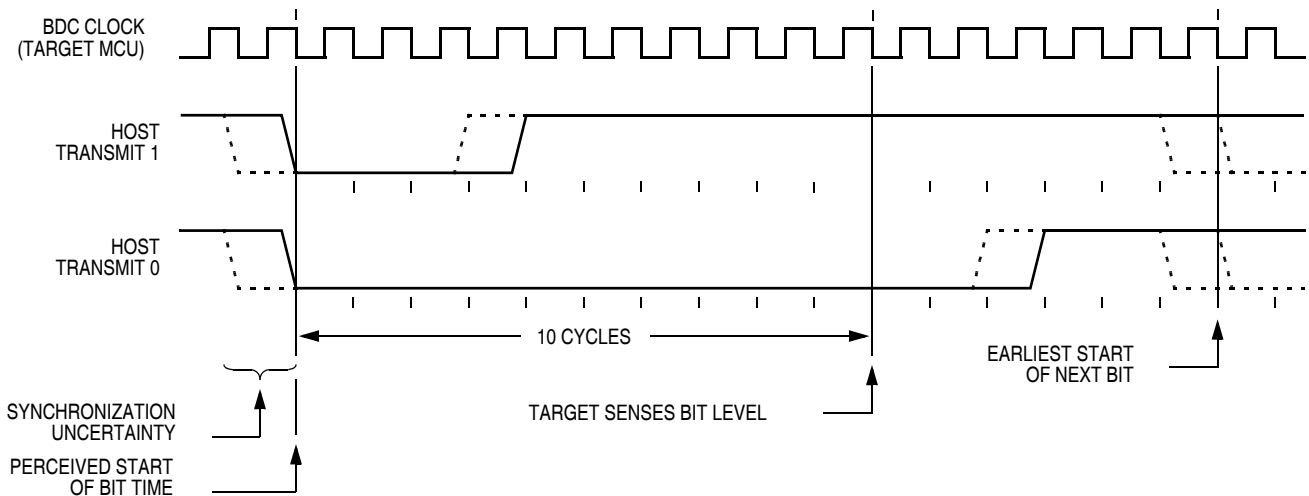 BDC CLOCK
(TARGET MCU)
HOST
TRANSMIT 1
HOST
TRANSMIT 0
10 CYCLES
EARLIEST START
OF NEXT BIT
TARGET SENSES BIT LEVEL
SYNCHRONIZATION
UNCERTAINTY
PERCEIVED START
OF BIT TIME